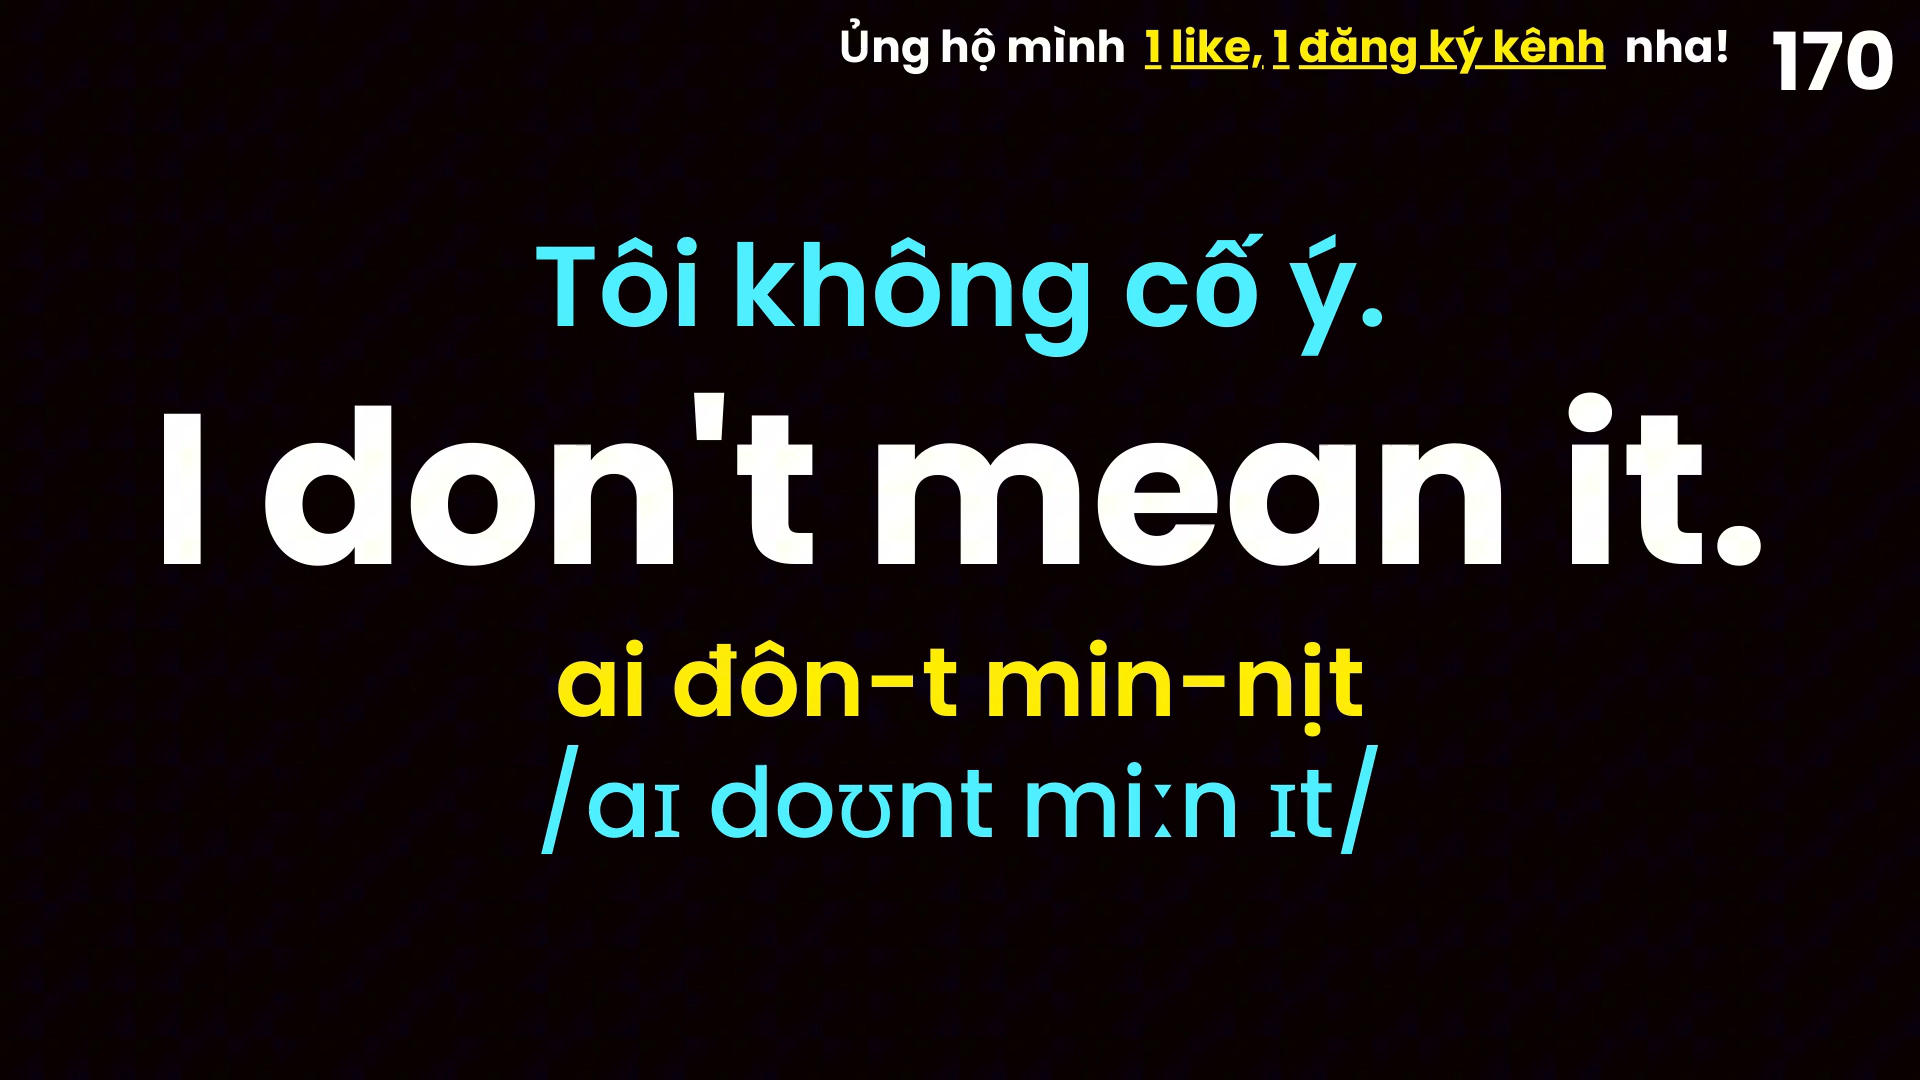 Ủng hộ mình 1 like, 1 đăng ký kênh nha! 170
Tôi không cố ý.
I don't mean it.
ai đôn-t min-nịt
/aɪ doʊnt miːn ɪt/